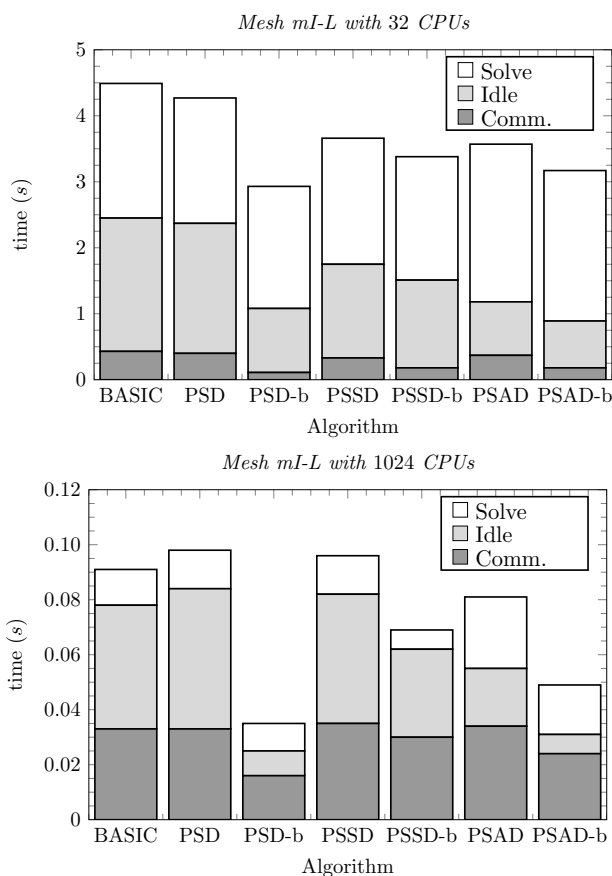 Mesh mI-L with 32 CPUs
5
4
3
2
1
0
time (s)
Solve
Idle
Comm.
BASIC PSD PSD-b PSSD PSSD-b PSAD PSAD-b
Algorithm
Mesh mI-L with 1024 CPUs
0.12
0.10
0.08
0.06
0.04
0.02
0
time (s)
Solve
Idle
Comm.
BASIC PSD PSD-b PSSD PSSD-b PSAD PSAD-b
Algorithm